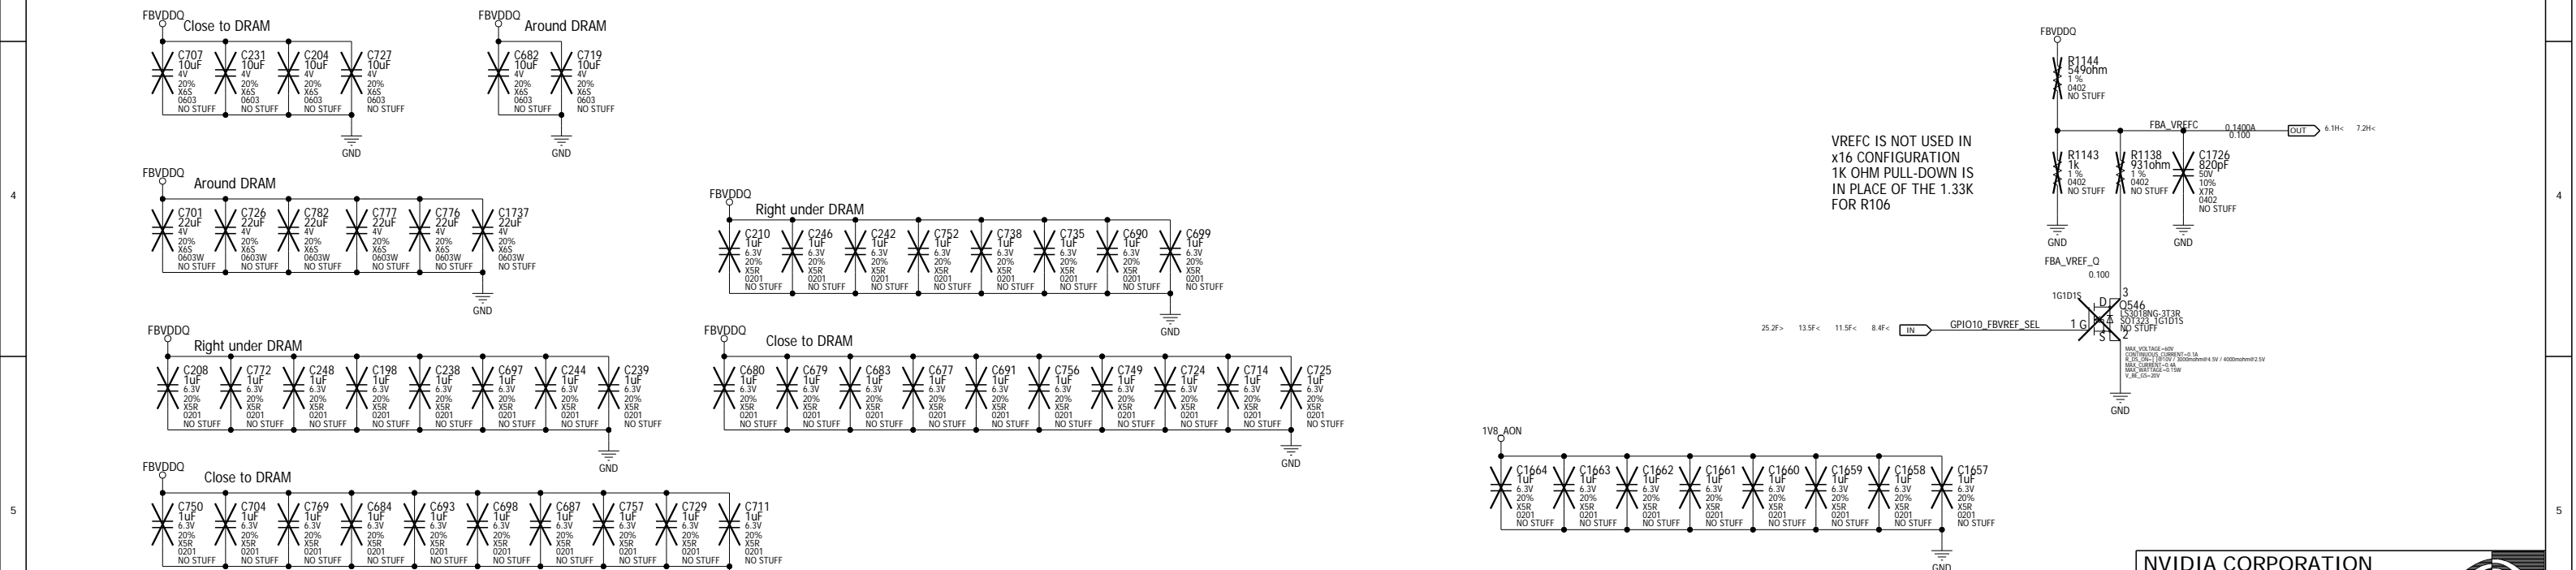 FBVDDQ
Close to DRAM
C707 C231 C204 C727
10uF 10uF 10uF 10uF
4V 4V 4V 4V
20% 20% 20% 20%
X6S X6S X6S X6S
0603 0603 0603 0603
NO STUFF NO STUFF NO STUFF NO STUFF
GND
FBVDDQ
Around DRAM
C682 C719
10uF 10uF
4V 4V
20% 20%
X6S X6S
0603 0603
NO STUFF NO STUFF
GND
4
FBVDDQ
Around DRAM
C701 C726 C782 C777 C776 C1737
22uF 22uF 22uF 22uF 22uF 22uF
4V 4V 4V 4V 4V 4V
20% 20% 20% 20% 20% 20%
X6S X6S X6S X6S X6S X6S
0603W 0603W 0603W 0603W 0603W 0603W
NO STUFF NO STUFF NO STUFF NO STUFF NO STUFF NO STUFF
GND
FBVDDQ
Right under DRAM
C210 C246 C242 C752 C738 C735 C690 C699
1uF 1uF 1uF 1uF 1uF 1uF 1uF 1uF
6.3V 6.3V 6.3V 6.3V 6.3V 6.3V 6.3V 6.3V
20% 20% 20% 20% 20% 20% 20% 20%
X5R X5R X5R X5R X5R X5R X5R X5R
0201 0201 0201 0201 0201 0201 0201 0201
NO STUFF NO STUFF NO STUFF NO STUFF NO STUFF NO STUFF NO STUFF NO STUFF
GND
FBVDDQ
Right under DRAM
C208 C772 C248 C198 C238 C697 C244 C239
1uF 1uF 1uF 1uF 1uF 1uF 1uF 1uF
6.3V 6.3V 6.3V 6.3V 6.3V 6.3V 6.3V 6.3V
20% 20% 20% 20% 20% 20% 20% 20%
X5R X5R X5R X5R X5R X5R X5R X5R
0201 0201 0201 0201 0201 0201 0201 0201
NO STUFF NO STUFF NO STUFF NO STUFF NO STUFF NO STUFF NO STUFF NO STUFF
GND
FBVDDQ
Close to DRAM
C680 C679 C683 C677 C691 C756 C749 C724 C714 C725
1uF 1uF 1uF 1uF 1uF 1uF 1uF 1uF 1uF 1uF
6.3V 6.3V 6.3V 6.3V 6.3V 6.3V 6.3V 6.3V 6.3V 6.3V
20% 20% 20% 20% 20% 20% 20% 20% 20% 20%
X5R X5R X5R X5R X5R X5R X5R X5R X5R X5R
0201 0201 0201 0201 0201 0201 0201 0201 0201 0201
NO STUFF NO STUFF NO STUFF NO STUFF NO STUFF NO STUFF NO STUFF NO STUFF NO STUFF NO STUFF
GND
5
FBVDDQ
Close to DRAM
C750 C704 C769 C684 C693 C698 C687 C757 C729 C711
1uF 1uF 1uF 1uF 1uF 1uF 1uF 1uF 1uF 1uF
6.3V 6.3V 6.3V 6.3V 6.3V 6.3V 6.3V 6.3V 6.3V 6.3V
20% 20% 20% 20% 20% 20% 20% 20% 20% 20%
X5R X5R X5R X5R X5R X5R X5R X5R X5R X5R
0201 0201 0201 0201 0201 0201 0201 0201 0201 0201
NO STUFF NO STUFF NO STUFF NO STUFF NO STUFF NO STUFF NO STUFF NO STUFF NO STUFF NO STUFF
VREFC IS NOT USED IN
x16 CONFIGURATION
1K OHM PULL-DOWN IS
IN PLACE OF THE 1.33K
FOR R106
FBVDDQ
R1144
549ohm
1 %
0402
NO STUFF
FBA_VREFC
0.1400A
0.100
OUT
6.1H< 7.2H<
R1143
1k
1 %
0402
NO STUFF
GND
R1138
931ohm
1 %
0402
NO STUFF
C1726
820pF
50V
10%
X7R
0402
NO STUFF
GND
4
FBA_VREF_Q
0.100
1G1D1S
3
D
Q546
LS3018NG-3T3R
SOT323_1G1D1S
NO STUFF
1 G
S 2
25.2F> 13.5F< 11.5F< 8.4F<
IN
GPIO10_FBVREF_SEL
MAX_VOLTAGE=60V
CONTINUOUS_CURRENT=0.1A
MAX_CURRENT=0.4A
MAX_WATTAGE=0.15W
V_BE_GS=20V
GND
1V8_AON
C1664 C1663 C1662 C1661 C1660 C1659 C1658 C1657
1uF 1uF 1uF 1uF 1uF 1uF 1uF 1uF
6.3V 6.3V 6.3V 6.3V 6.3V 6.3V 6.3V 6.3V
20% 20% 20% 20% 20% 20% 20% 20%
X5R X5R X5R X5R X5R X5R X5R X5R
0201 0201 0201 0201 0201 0201 0201 0201
NO STUFF NO STUFF NO STUFF NO STUFF NO STUFF NO STUFF NO STUFF NO STUFF
GND
5
NVIDIA CORPORATION